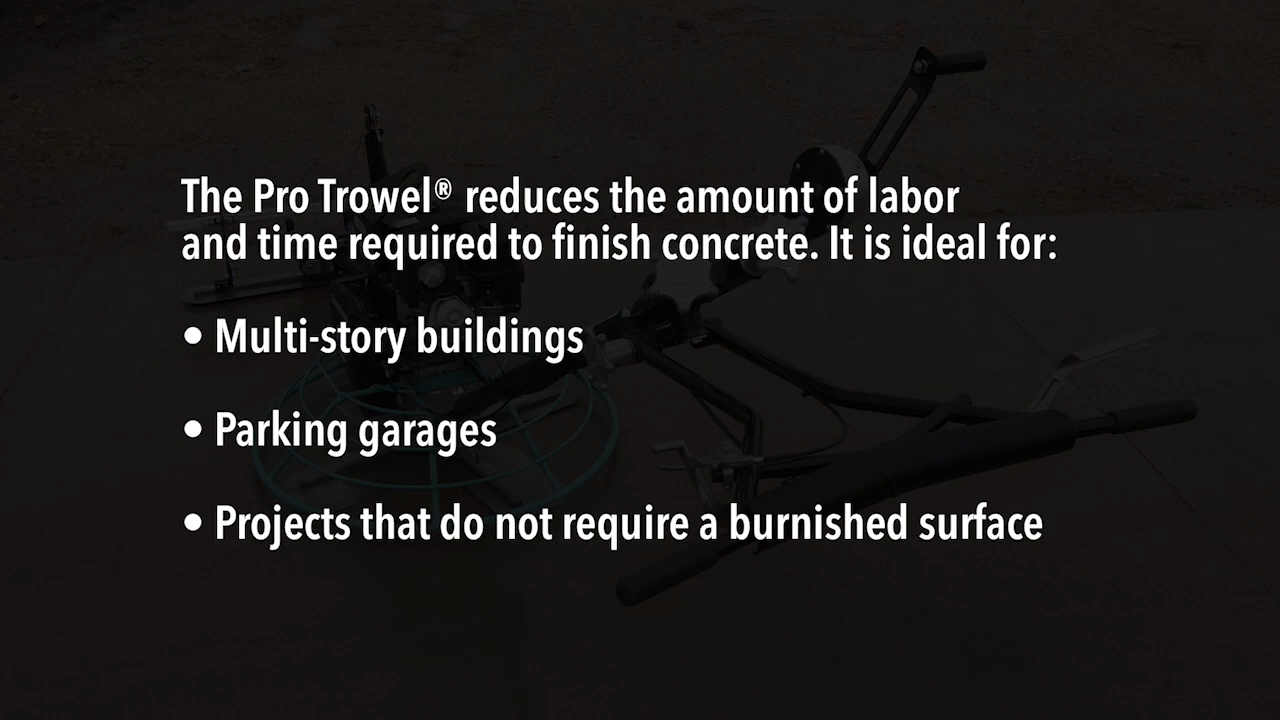 The Pro Trowel® reduces the amount of labor
and time required to finish concrete. It is ideal for:
• Multi-story buildings
• Parking garages
• Projects that do not require a burnished surface